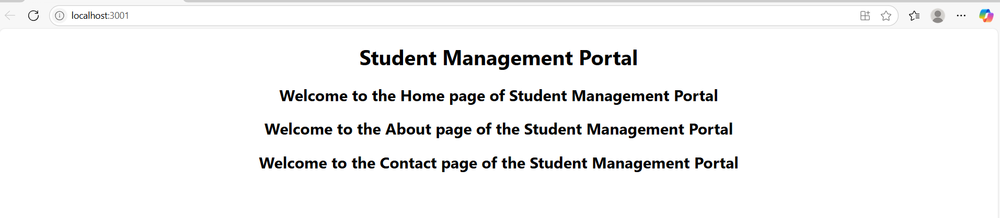 localhost:3001
Student Management Portal
Welcome to the Home page of Student Management Portal
Welcome to the About page of the Student Management Portal
Welcome to the Contact page of the Student Management Portal